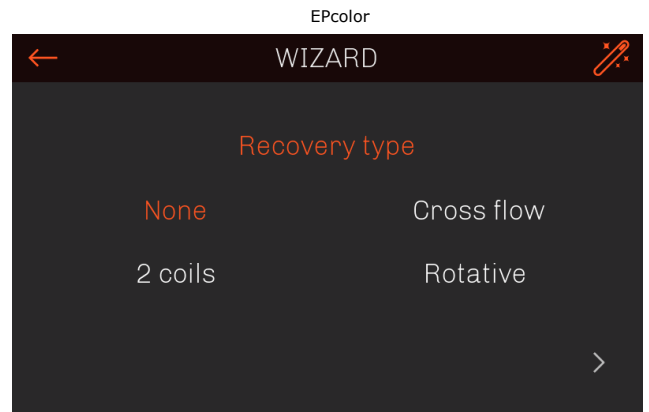 EPcolor
WIZARD
Recovery type
None
Cross flow
2 coils
Rotative